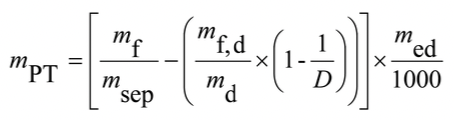 m_PT = [ m_f / m_sep − ( m_f,d / m_d × ( 1 - 1/D ) ) ] × m_ed / 1000